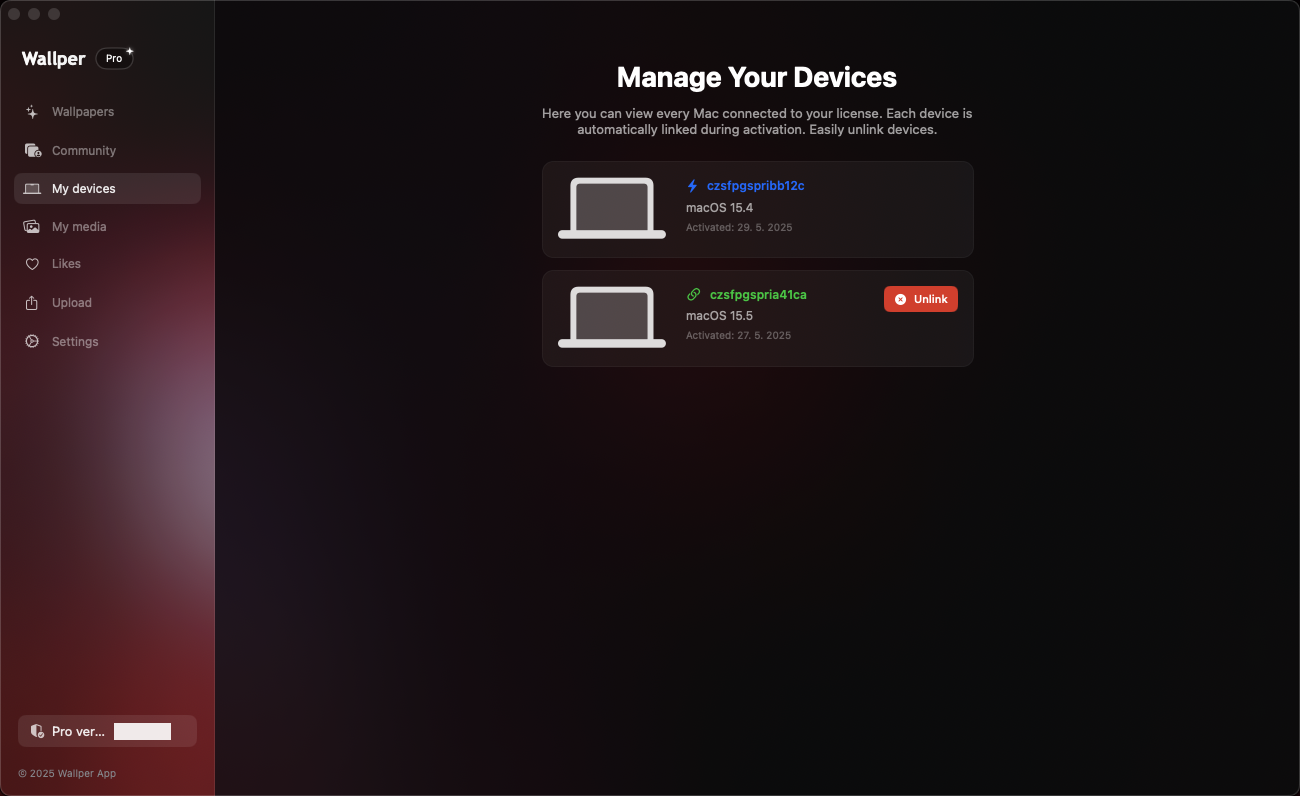 Wallper Pro
Wallpapers
Community
My devices
My media
Likes
Upload
Settings
Pro ver...
© 2025 Wallper App
Manage Your Devices
Here you can view every Mac connected to your license. Each device is
automatically linked during activation. Easily unlink devices.
czsfpgspribb12c
macOS 15.4
Activated: 29. 5. 2025
czsfpgspria41ca
Unlink
macOS 15.5
Activated: 27. 5. 2025